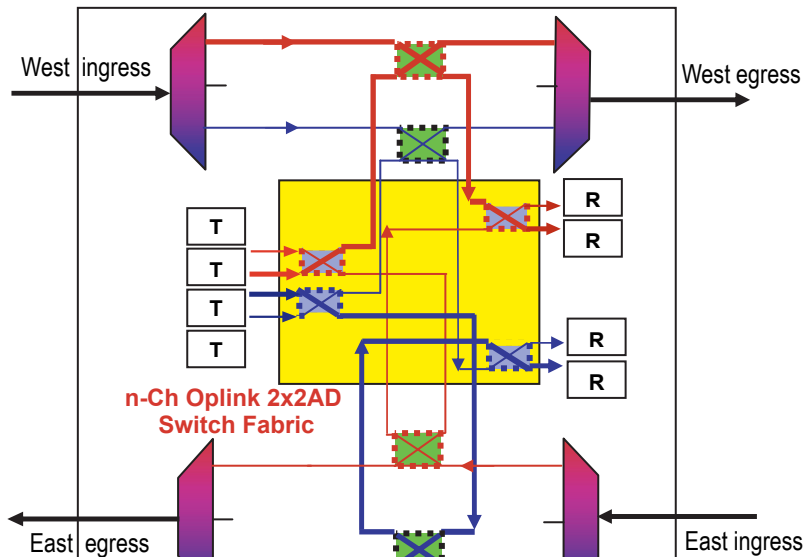 West ingress
West egress
T
T
T
T
R
R
R
R
n-Ch Oplink 2x2AD
Switch Fabric
East egress
East ingress